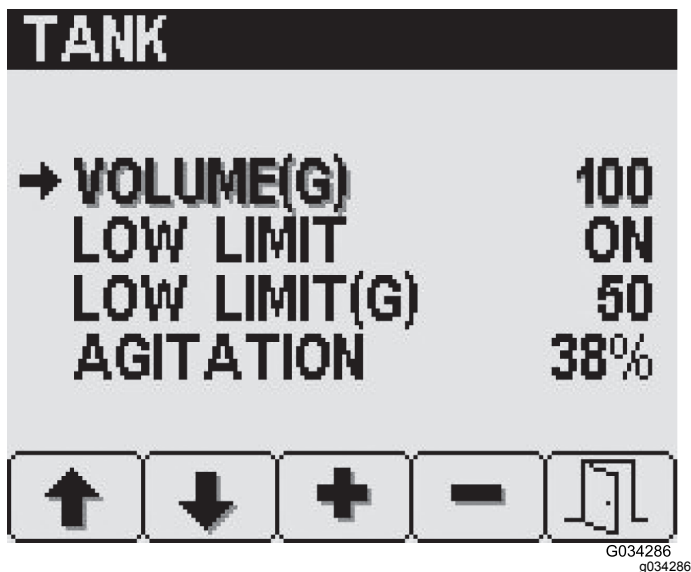 TANK
VOLUME(G) 100
LOW LIMIT ON
LOW LIMIT(G) 50
AGITATION 38%
G034286
g034286